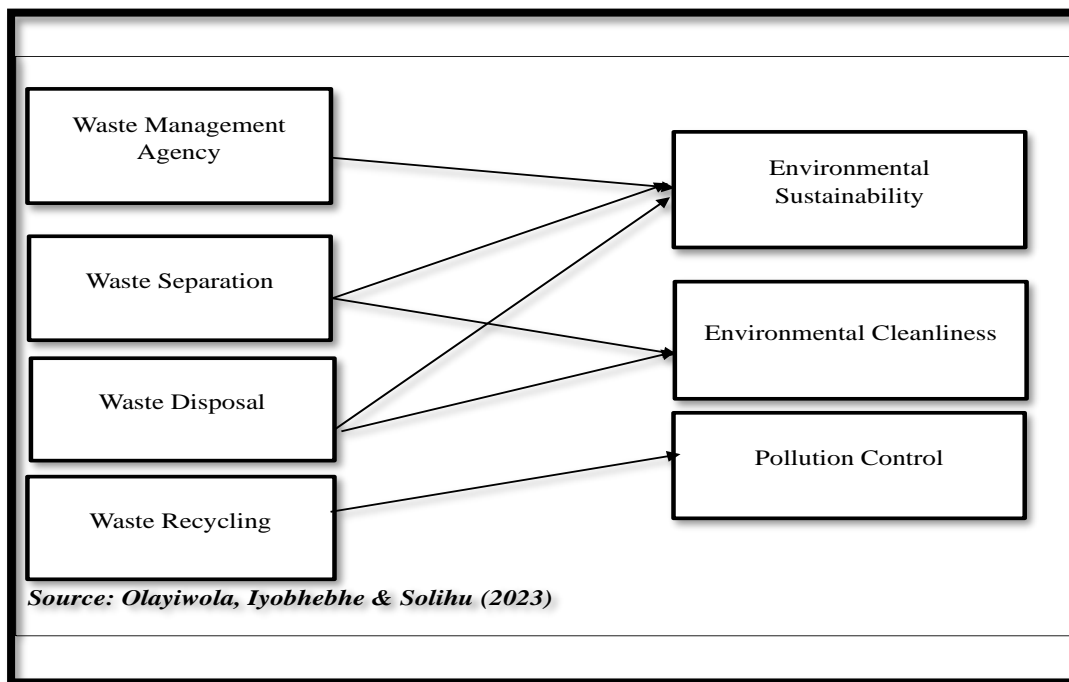 Waste Management
Agency
Environmental
Sustainability
Waste Separation
Environmental Cleanliness
Waste Disposal
Pollution Control
Waste Recycling
Source: Olayiwola, Iyobhebhe & Solihu (2023)